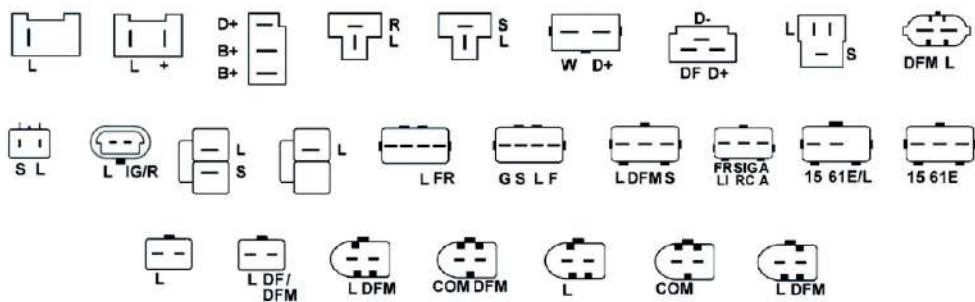 L
L +
D+
B+
B+
R
L
S
L
W D+
D-
DF D+
L
S
DFM L
S L
L IG/R
L
S
L
L FR
G S L F
L DFM S
FR SIG A
LI RC A
15 61E/L
15 61E
L
L DF/
DFM
L DFM
COM DFM
L
COM
L DFM